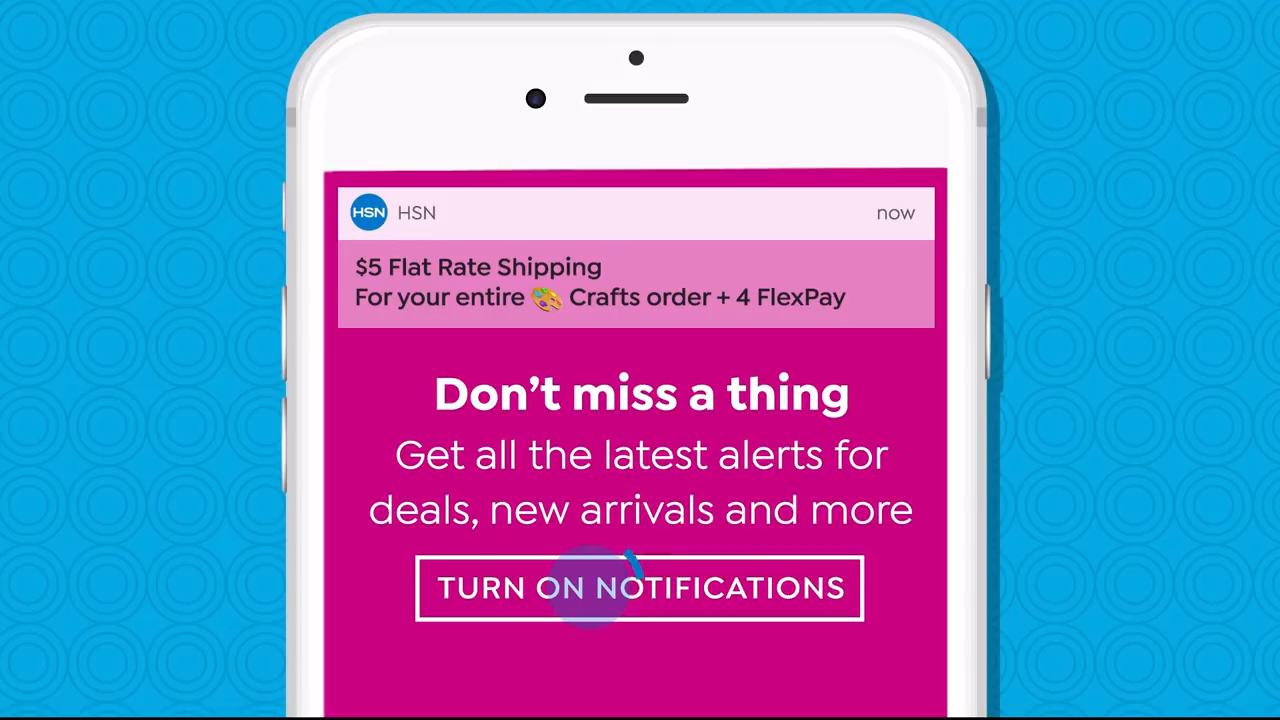 HSN HSN now
$5 Flat Rate Shipping
For your entire 🎨 Crafts order + 4 FlexPay
Don't miss a thing
Get all the latest alerts for
deals, new arrivals and more
TURN ON NOTIFICATIONS